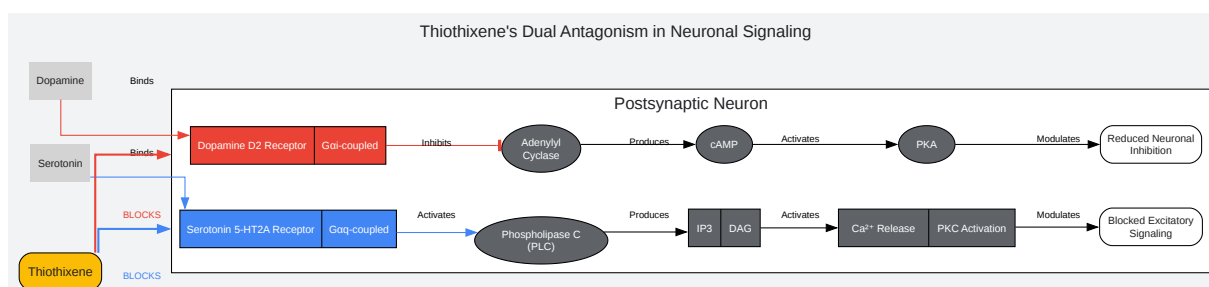 Thiothixene's Dual Antagonism in Neuronal Signaling
Dopamine
Binds
Postsynaptic Neuron
Dopamine D2 Receptor
Gαi-coupled
Inhibits
Adenylyl
Cyclase
Produces
cAMP
Activates
PKA
Modulates
Reduced Neuronal
Inhibition
Serotonin
Binds
BLOCKS
Serotonin 5-HT2A Receptor
Gαq-coupled
Activates
Phospholipase C
(PLC)
Produces
IP3
DAG
Activates
Ca²⁺ Release
PKC Activation
Modulates
Blocked Excitatory
Signaling
Thiothixene
BLOCKS